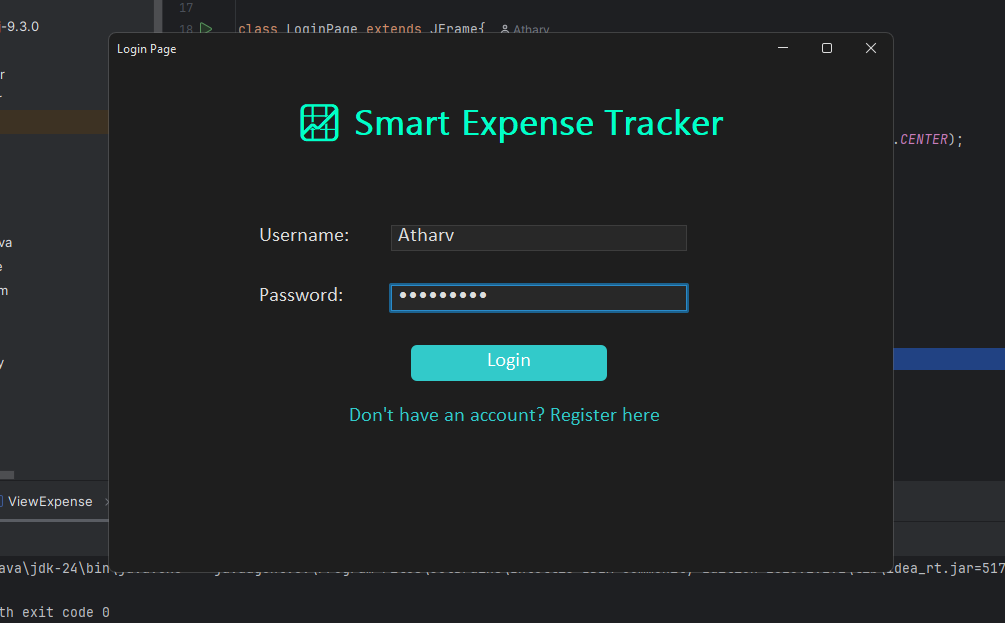 -9.3.0
17
18
class LoginPage extends JFrame{ Atharv
Login Page
Smart Expense Tracker
.CENTER);
Username: Atharv
Password: •••••••••
Login
Don't have an account? Register here
ViewExpense
ava\jdk-24\bin
idea_rt.jar=517
th exit code 0